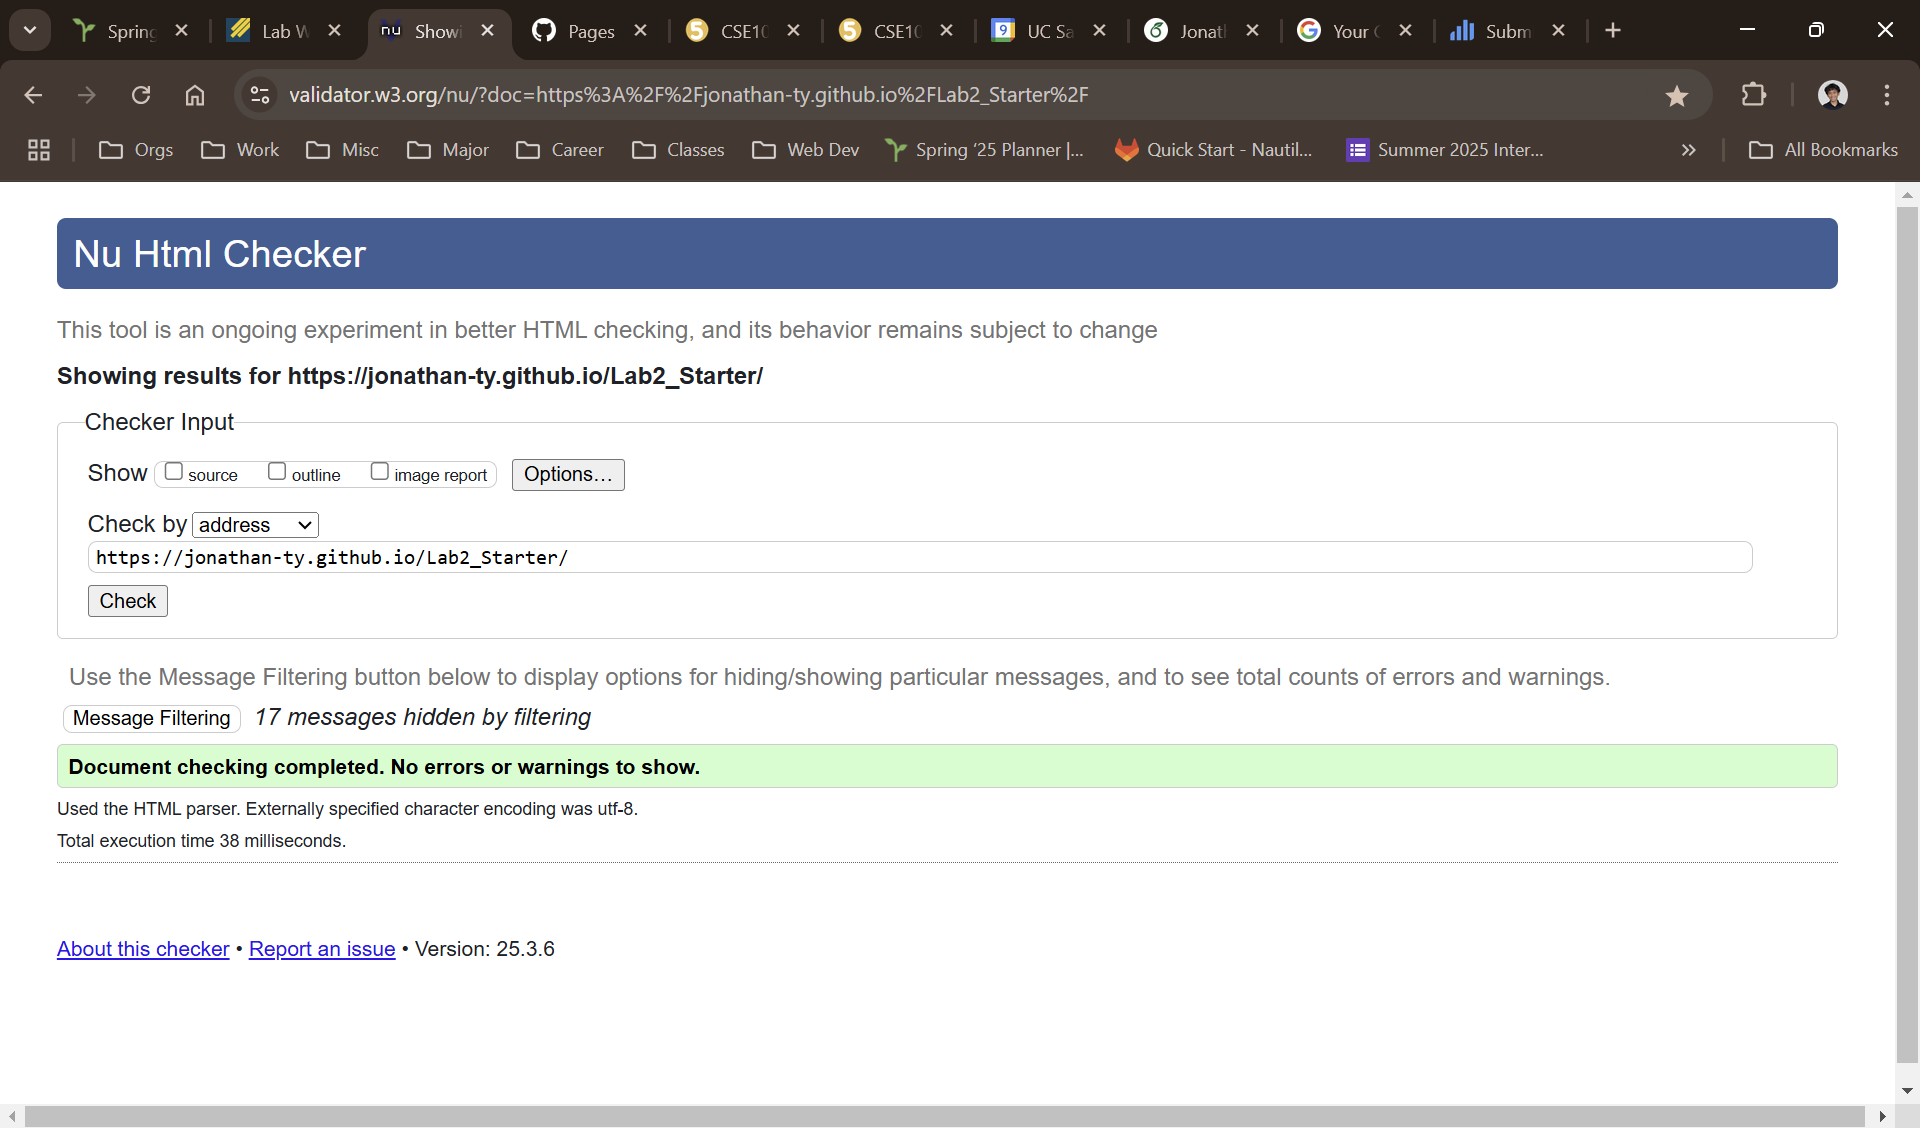 Spring
Lab W
nu Showi
Pages
CSE10
CSE10
9 UC Sa
Jonat
Your
Subm
validator.w3.org/nu/?doc=https%3A%2F%2Fjonathan-ty.github.io%2FLab2_Starter%2F
Orgs
Work
Misc
Major
Career
Classes
Web Dev
Spring ‘25 Planner |...
Quick Start - Nautil...
Summer 2025 Inter...
All Bookmarks
Nu Html Checker
This tool is an ongoing experiment in better HTML checking, and its behavior remains subject to change
Showing results for https://jonathan-ty.github.io/Lab2_Starter/
Checker Input
Show source outline image report Options...
Check by address
https://jonathan-ty.github.io/Lab2_Starter/
Check
Use the Message Filtering button below to display options for hiding/showing particular messages, and to see total counts of errors and warnings.
Message Filtering 17 messages hidden by filtering
Document checking completed. No errors or warnings to show.
Used the HTML parser. Externally specified character encoding was utf-8.
Total execution time 38 milliseconds.
About this checker • Report an issue • Version: 25.3.6